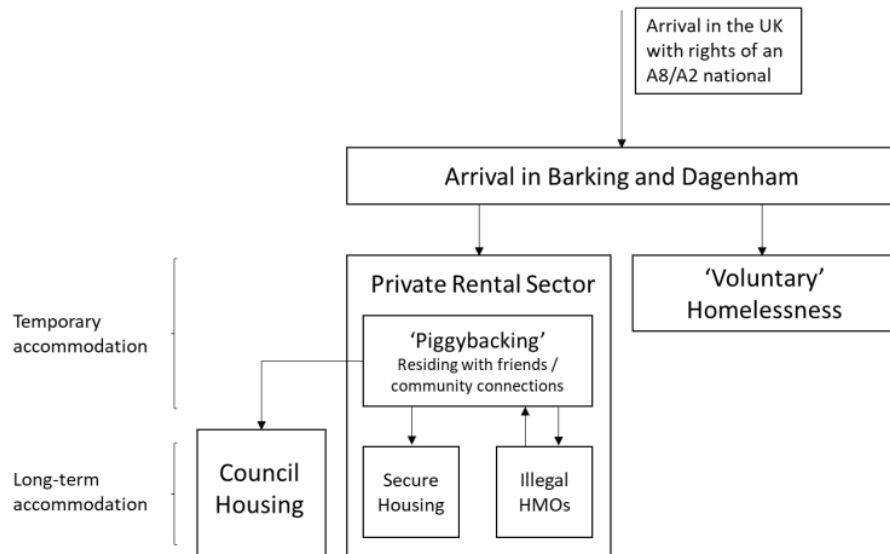 Arrival in the UK
with rights of an
A8/A2 national
Arrival in Barking and Dagenham
Private Rental Sector
‘Voluntary’
Homelessness
Temporary
accommodation
‘Piggybacking’
Residing with friends /
community connections
Long-term
accommodation
Council
Housing
Secure
Housing
Illegal
HMOs